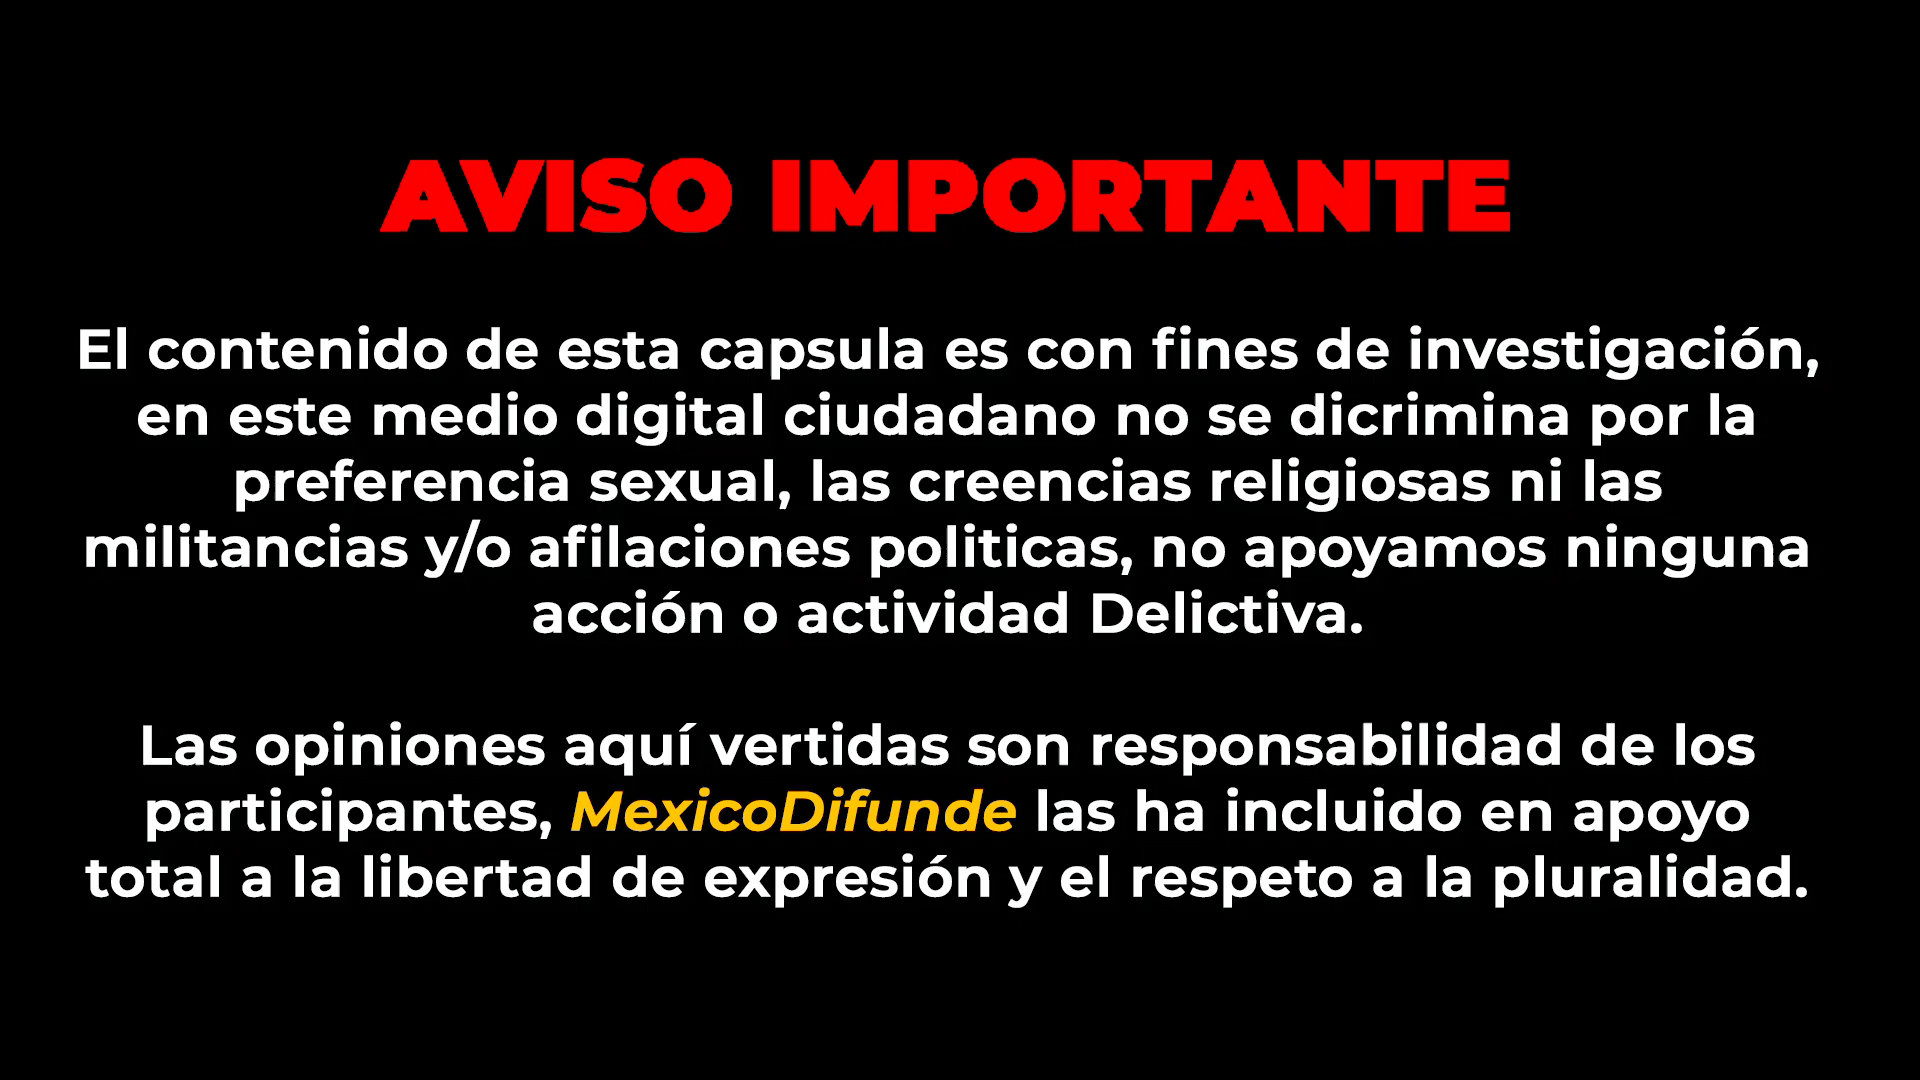 AVISO IMPORTANTE
El contenido de esta capsula es con fines de investigación,
en este medio digital ciudadano no se dicrimina por la
preferencia sexual, las creencias religiosas ni las
militancias y/o afilaciones politicas, no apoyamos ninguna
acción o actividad Delictiva.
Las opiniones aquí vertidas son responsabilidad de los
participantes, MexicoDifunde las ha incluido en apoyo
total a la libertad de expresión y el respeto a la pluralidad.